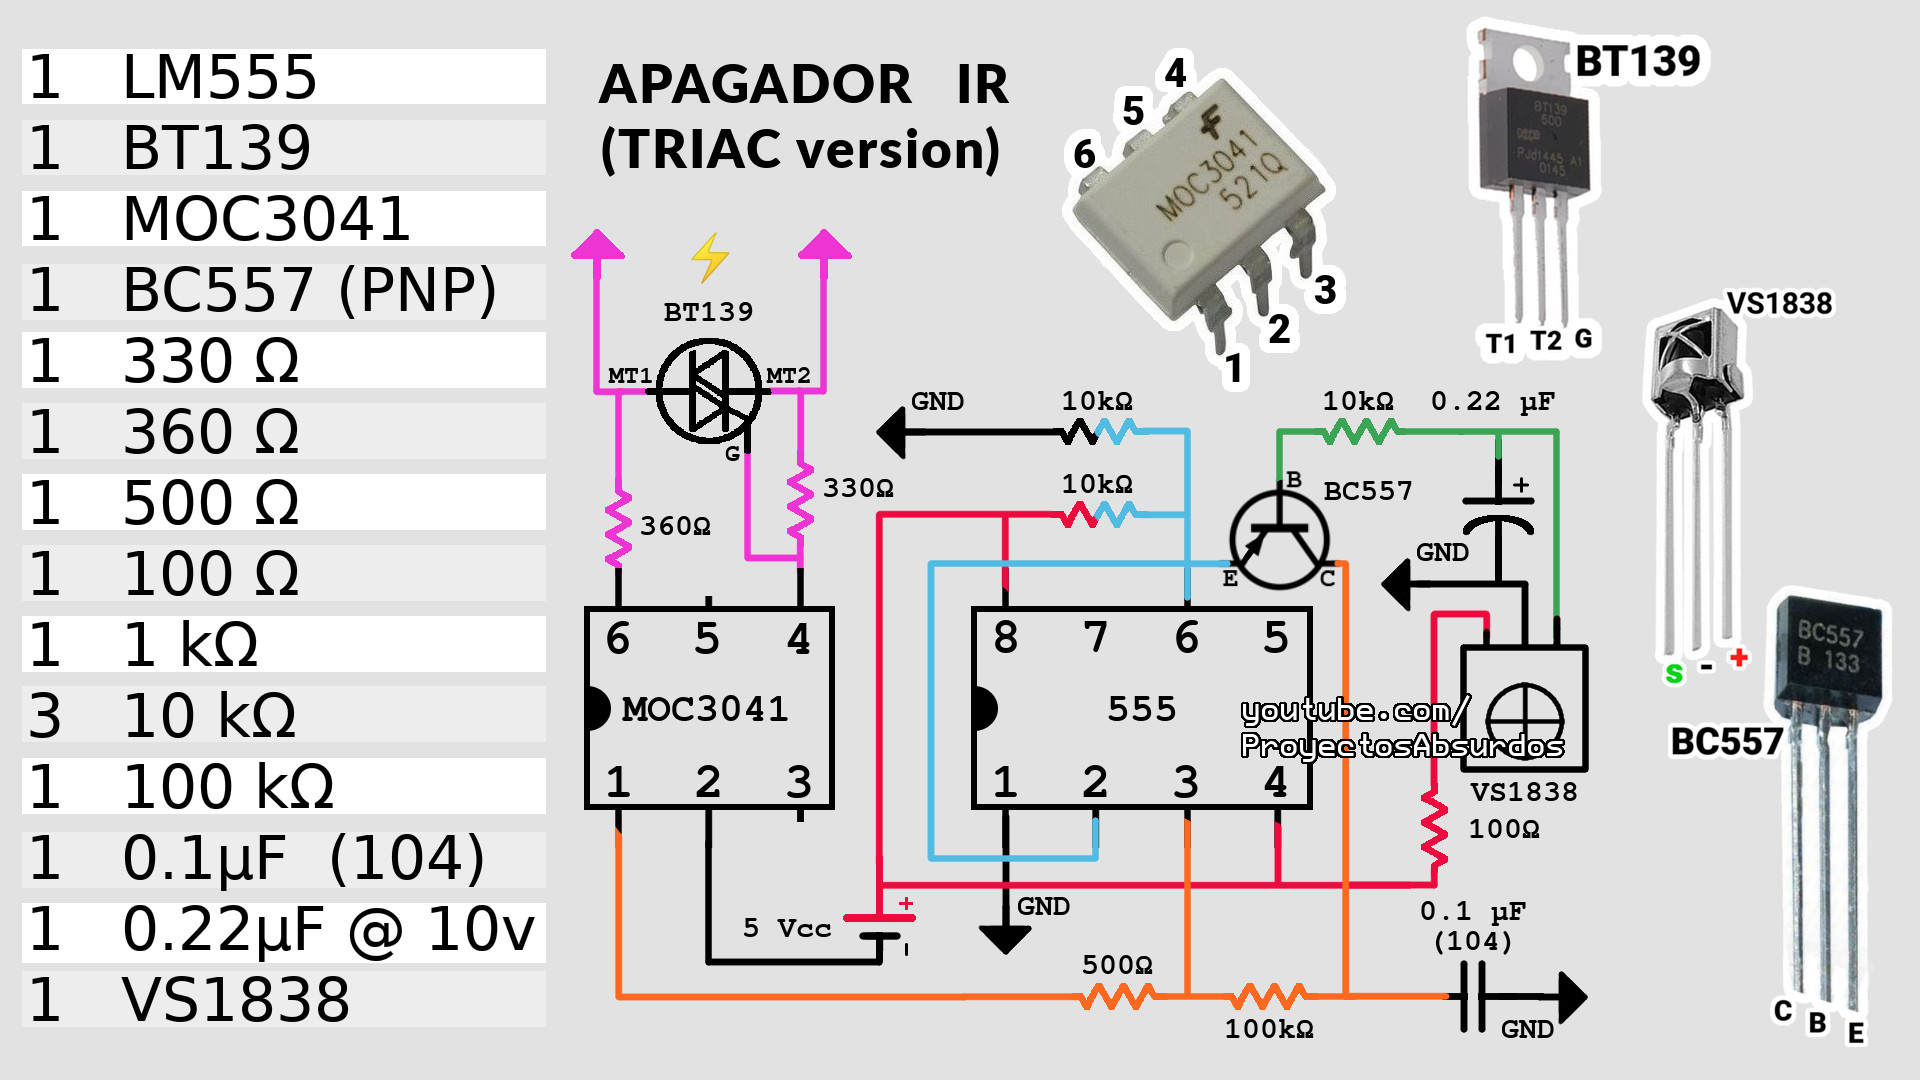 1 LM555
1 BT139
1 MOC3041
1 BC557 (PNP)
1 330 Ω
1 360 Ω
1 500 Ω
1 100 Ω
1 1 kΩ
3 10 kΩ
1 100 kΩ
1 0.1µF (104)
1 0.22µF @ 10v
1 VS1838
APAGADOR IR
(TRIAC version)
BT139
MT1
MT2
G
360Ω
330Ω
6 5 4
MOC3041
1 2 3
5 Vcc
+
-
GND
10kΩ
10kΩ
8 7 6 5
555
1 2 3 4
GND
500Ω
100kΩ
10kΩ
0.22 µF
+
B
BC557
E
C
GND
youtube.com/
ProyectosAbsurdos
VS1838
100Ω
0.1 µF
(104)
GND
4
5
6
MOC3041
521Q
1
2
3
BT139
BT139
600
PJd1445 A1
0145
T1 T2 G
VS1838
S - +
BC557
BC557
B 133
C B E